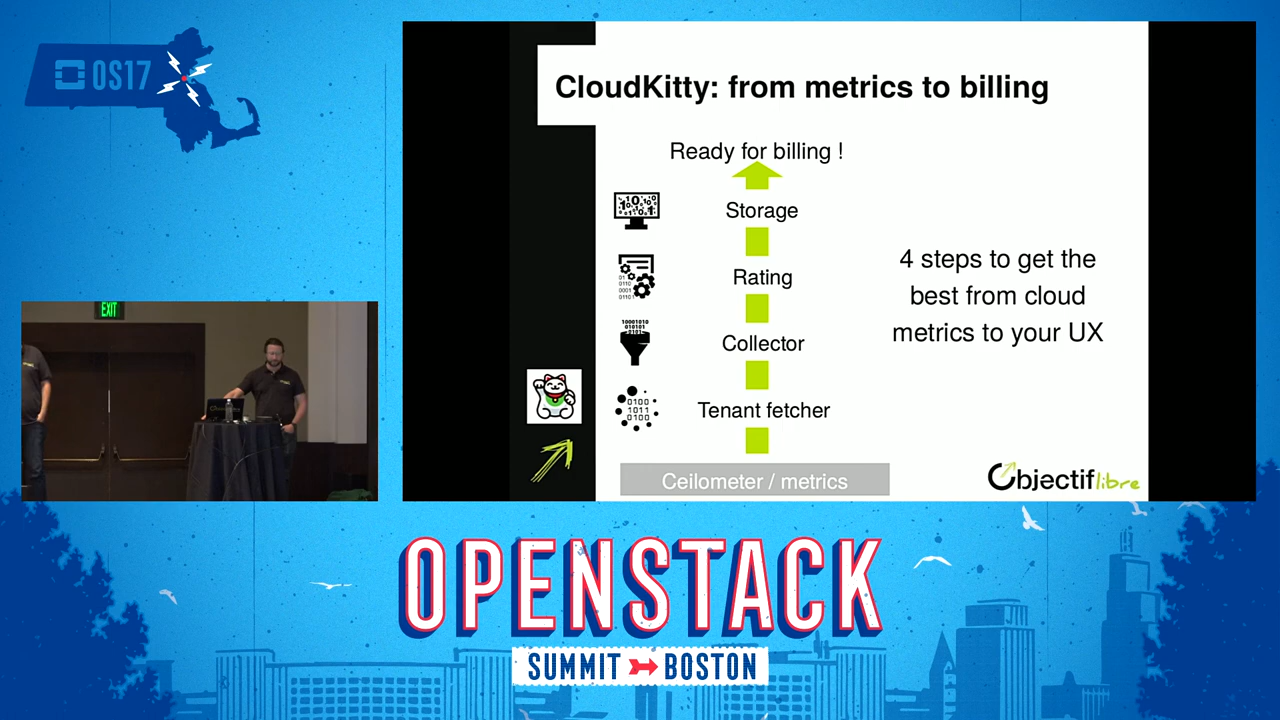 OS17
CloudKitty: from metrics to billing
Ready for billing !
Storage
Rating
Collector
Tenant fetcher
Ceilometer / metrics
4 steps to get the
best from cloud
metrics to your UX
Objectif libre
EXIT
OPENSTACK
SUMMIT BOSTON